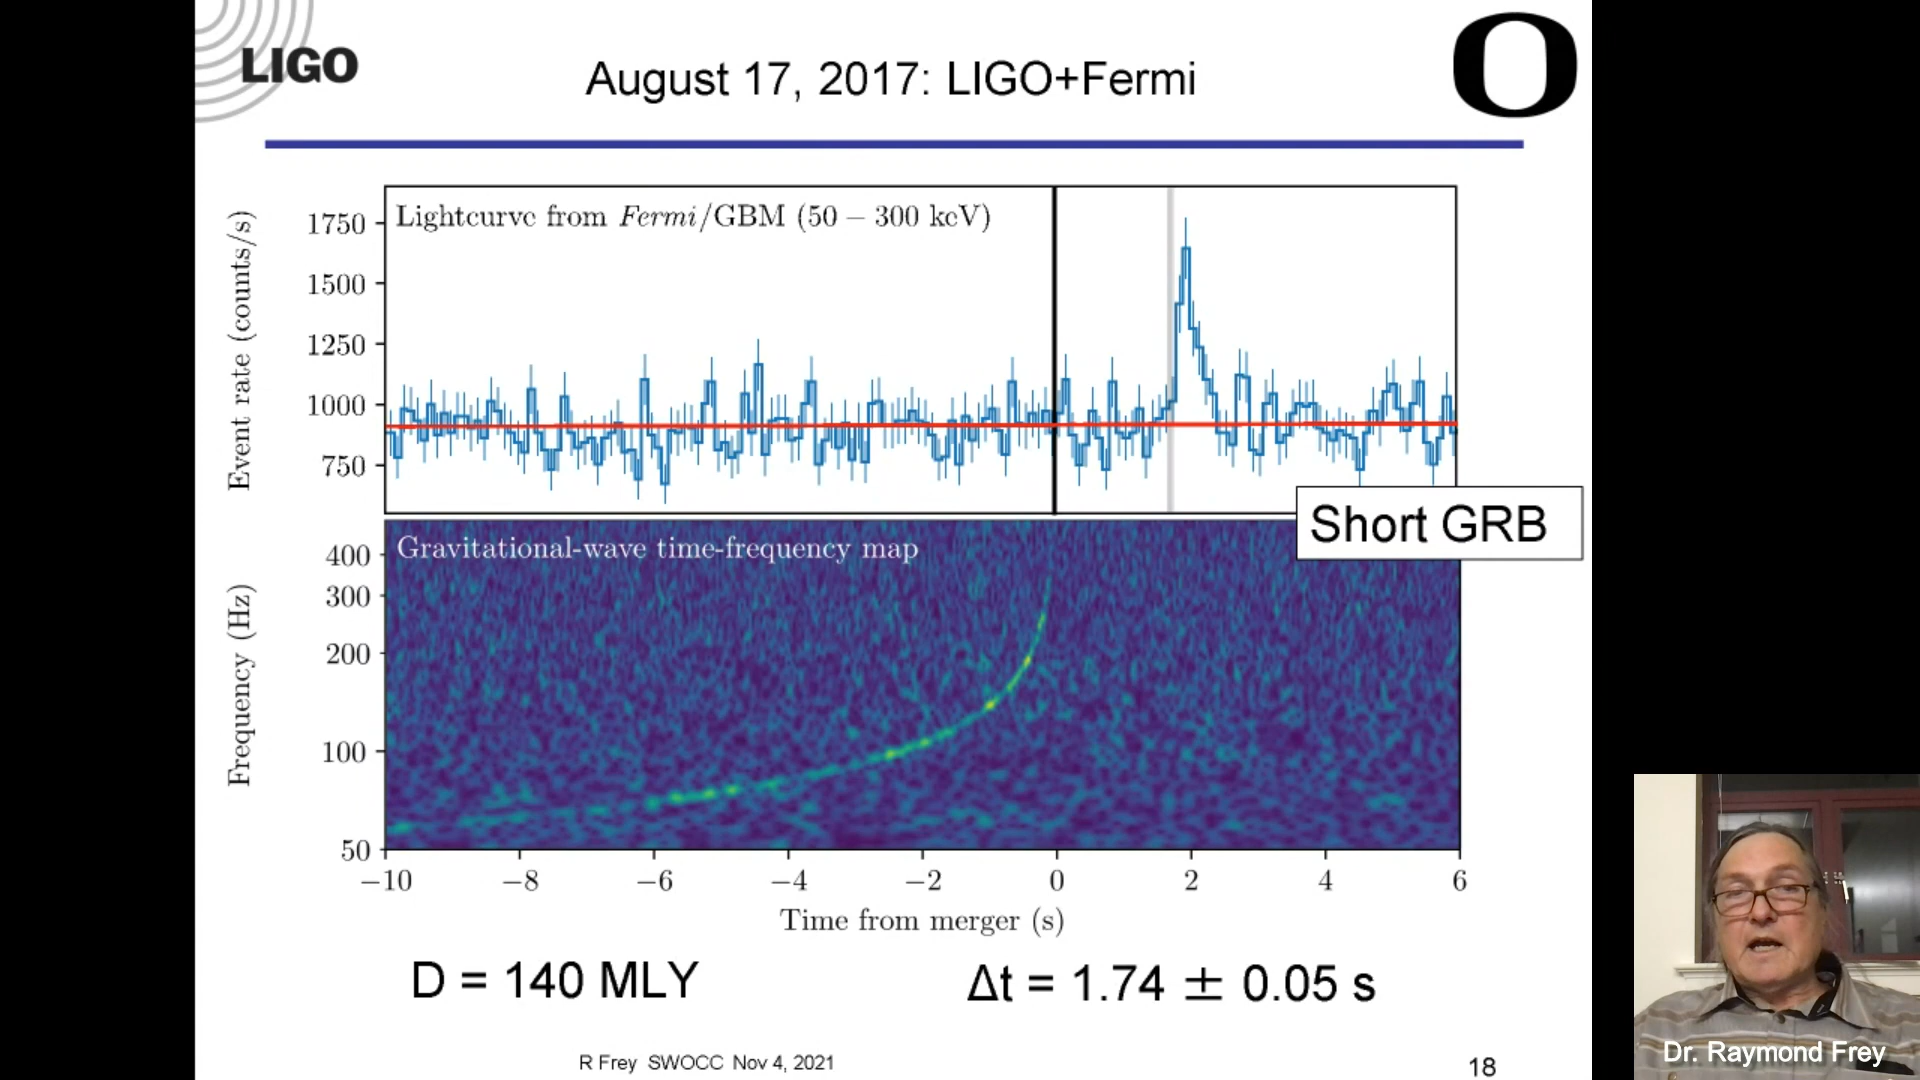 LIGO
August 17, 2017: LIGO+Fermi
O
Event rate (counts/s)
Lightcurve from Fermi/GBM (50 – 300 keV)
1750
1500
1250
1000
750
Short GRB
Frequency (Hz)
Gravitational-wave time-frequency map
400
300
200
100
50
−10 −8 −6 −4 −2 0 2 4 6
Time from merger (s)
D = 140 MLY Δt = 1.74 ± 0.05 s
R Frey SWOCC Nov 4, 2021
18
Dr. Raymond Frey